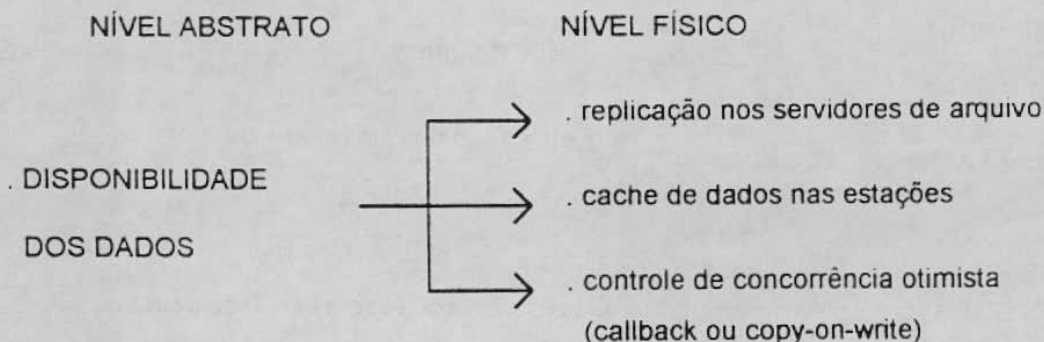 NÍVEL ABSTRATO NÍVEL FÍSICO
. replicação nos servidores de arquivo
. DISPONIBILIDADE
. cache de dados nas estações
DOS DADOS
. controle de concorrência otimista
(callback ou copy-on-write)